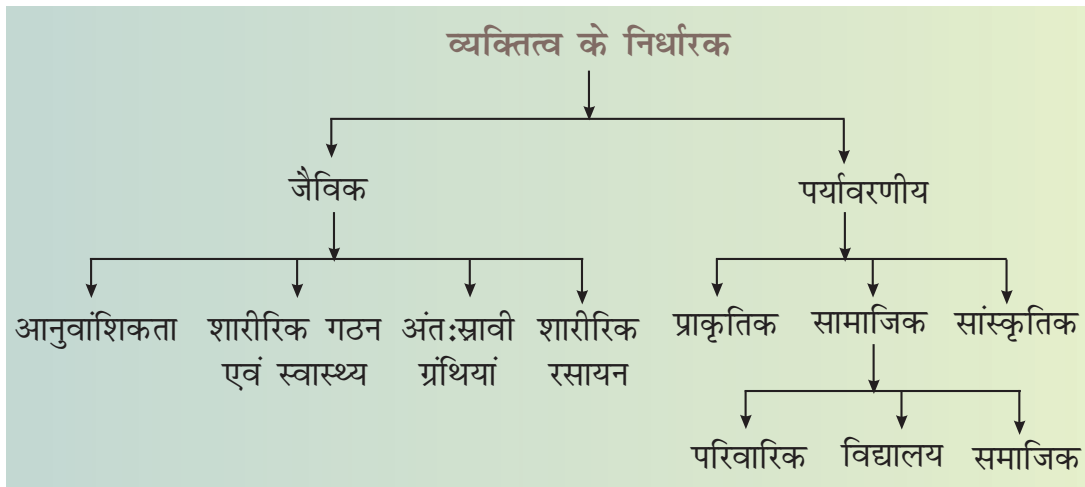 व्यक्तित्व के निर्धारक
जैविक
पर्यावरणीय
आनुवांशिकता
शारीरिक गठन
एवं स्वास्थ्य
अंत:स्रावी
ग्रंथियां
शारीरिक
रसायन
प्राकृतिक
सामाजिक
सांस्कृतिक
परिवारिक
विद्यालय
समाजिक